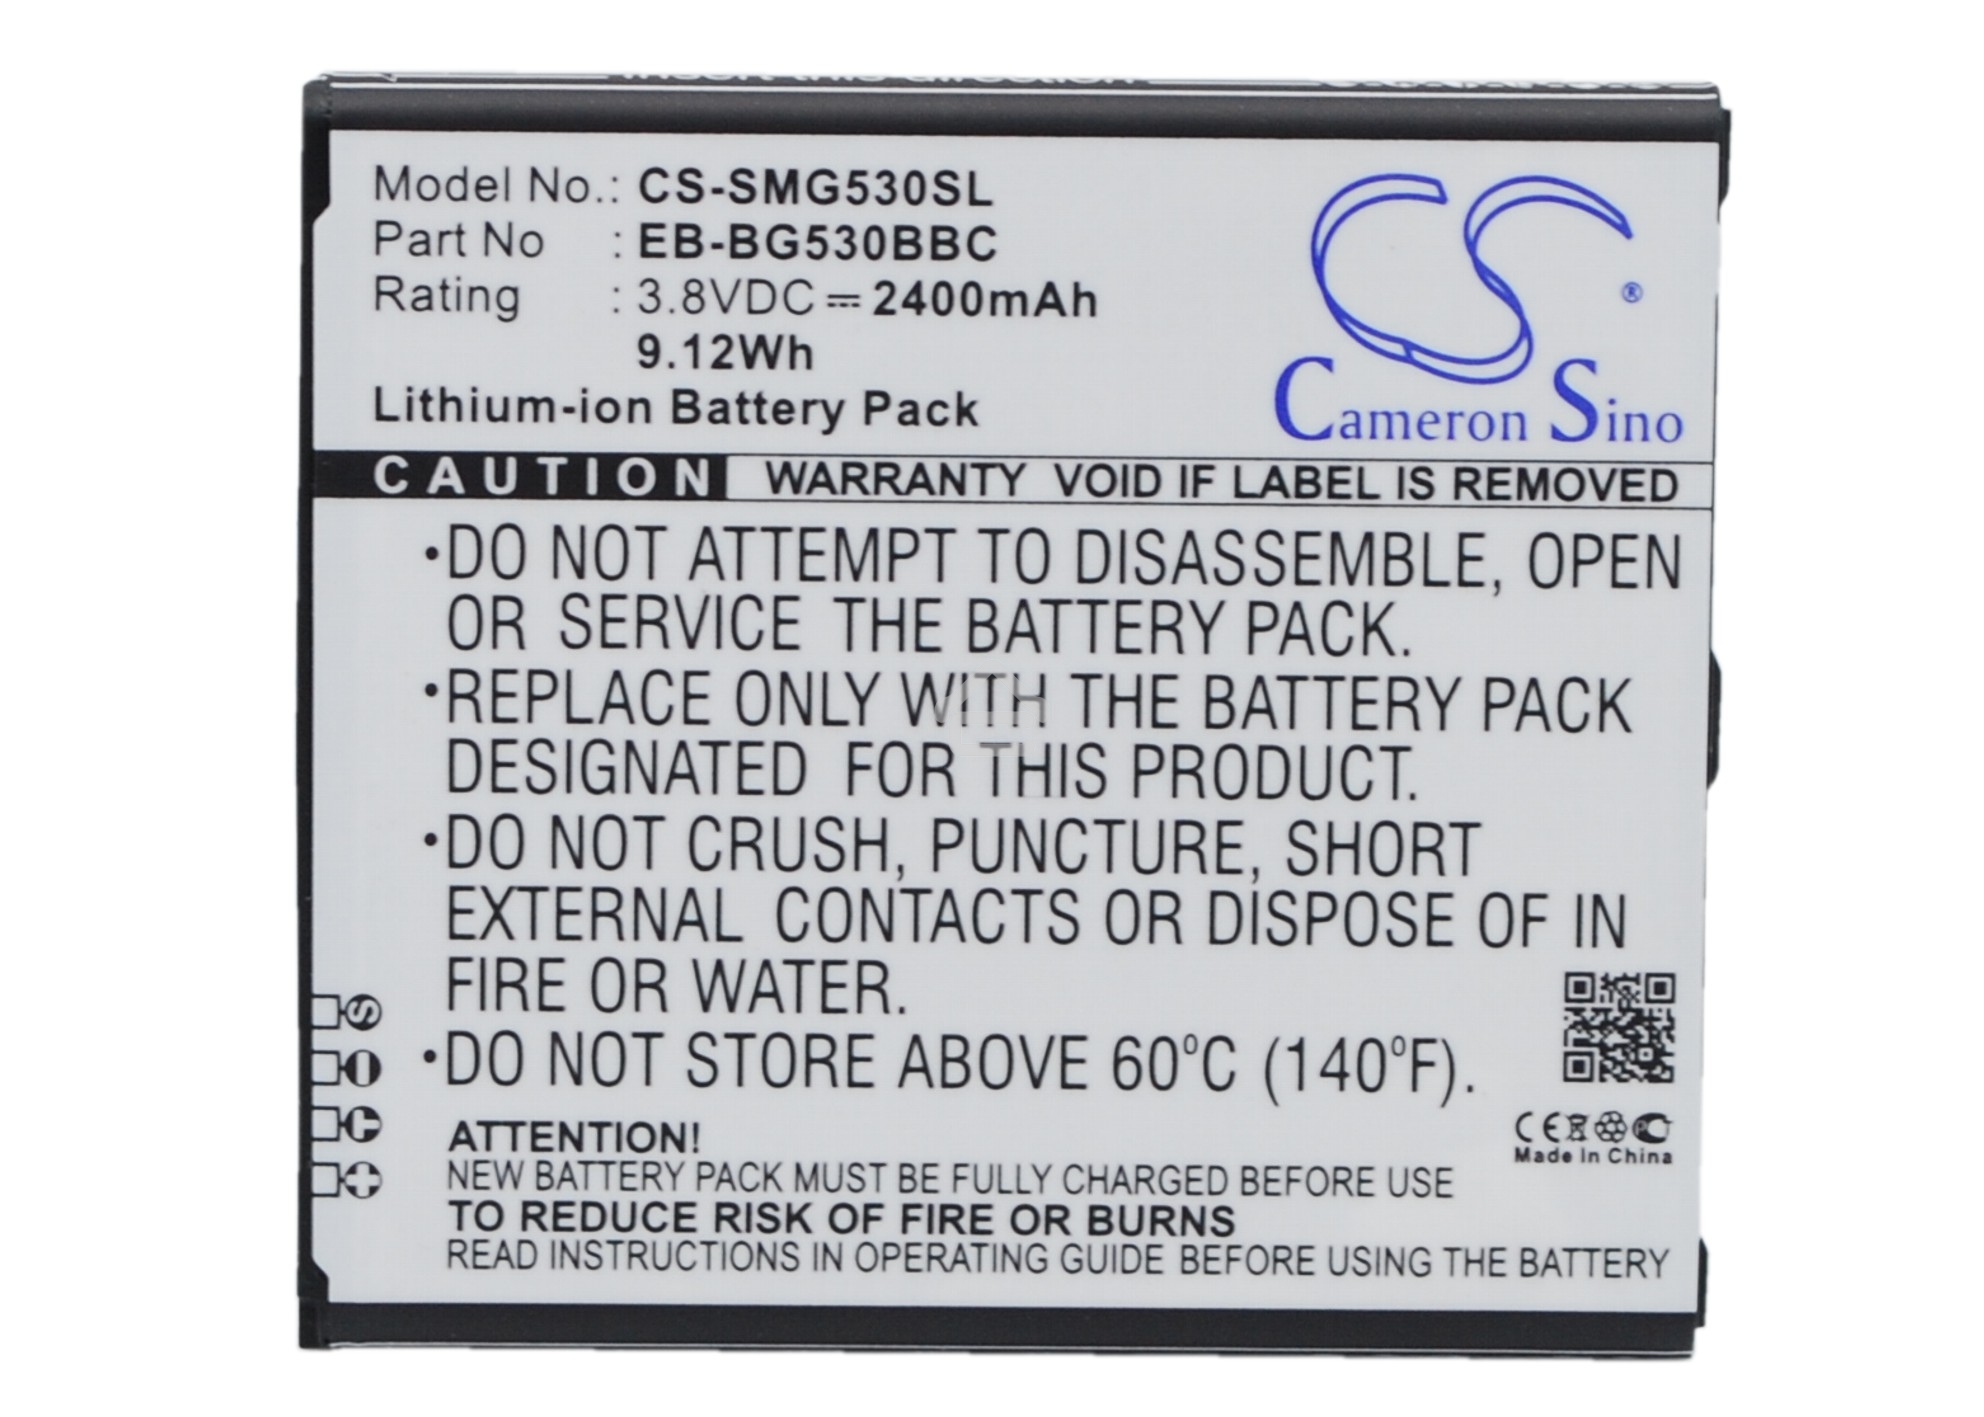 Insert this direction
Model No.: CS-SMG530SL
Part No : EB-BG530BBC
Rating : 3.8VDC 2400mAh
9.12Wh
Lithium-ion Battery Pack
CS ®
Cameron Sino
CAUTION WARRANTY VOID IF LABEL IS REMOVED
•DO NOT ATTEMPT TO DISASSEMBLE, OPEN
OR SERVICE THE BATTERY PACK.
•REPLACE ONLY WITH THE BATTERY PACK
DESIGNATED FOR THIS PRODUCT.
•DO NOT CRUSH, PUNCTURE, SHORT
EXTERNAL CONTACTS OR DISPOSE OF IN
FIRE OR WATER.
•DO NOT STORE ABOVE 60°C (140°F).
S
C
CE
Made in China
ATTENTION!
NEW BATTERY PACK MUST BE FULLY CHARGED BEFORE USE
TO REDUCE RISK OF FIRE OR BURNS
READ INSTRUCTIONS IN OPERATING GUIDE BEFORE USING THE BATTERY